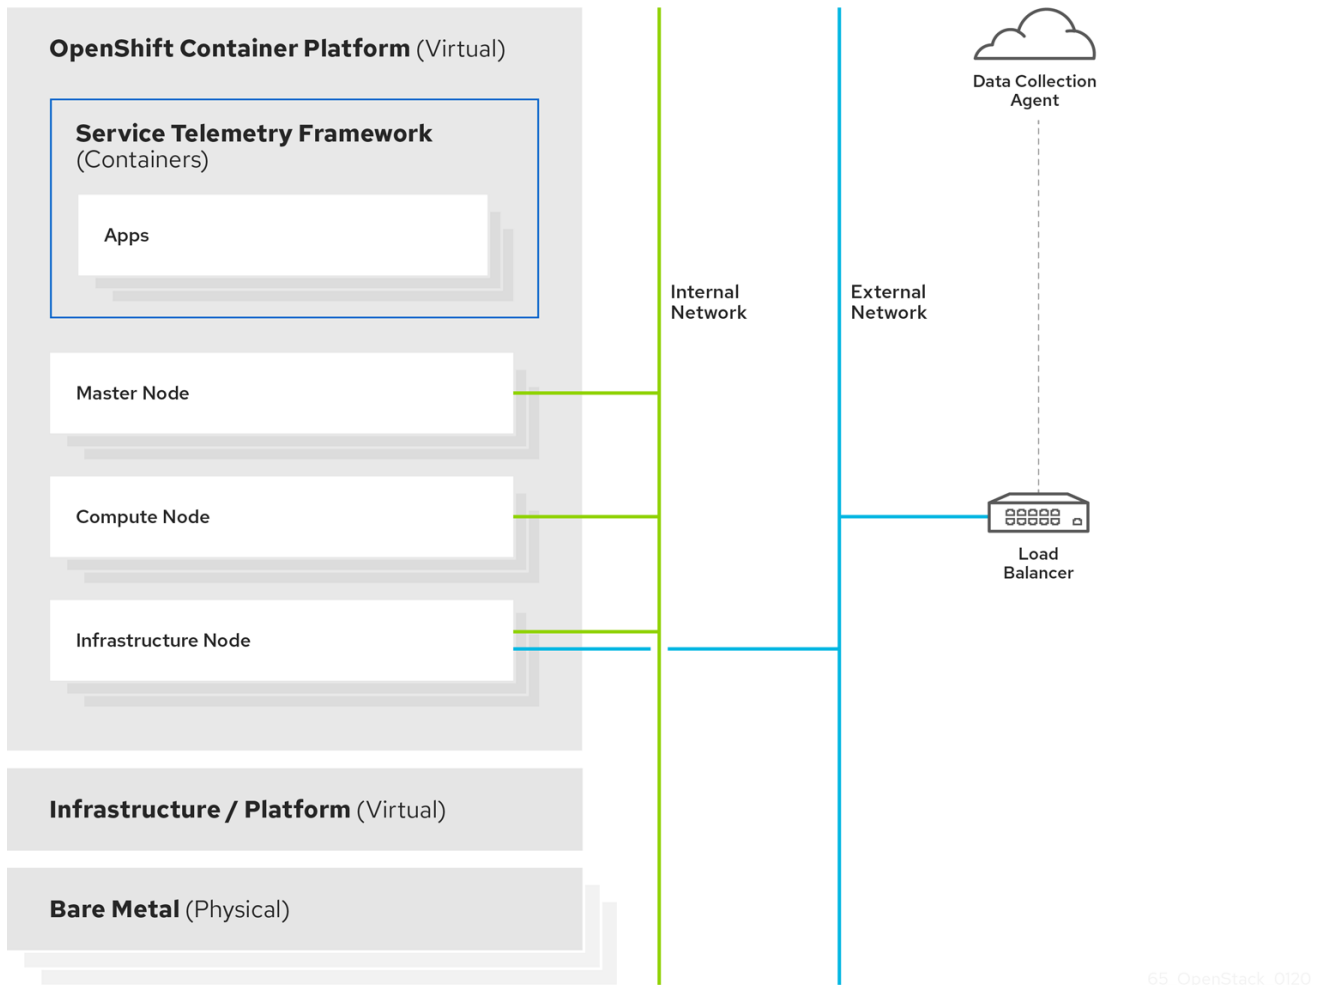 OpenShift Container Platform (Virtual)
Service Telemetry Framework
(Containers)
Apps
Master Node
Compute Node
Infrastructure Node
Infrastructure / Platform (Virtual)
Bare Metal (Physical)
Internal
Network
External
Network
Data Collection
Agent
Load
Balancer
65_OpenStack_0120